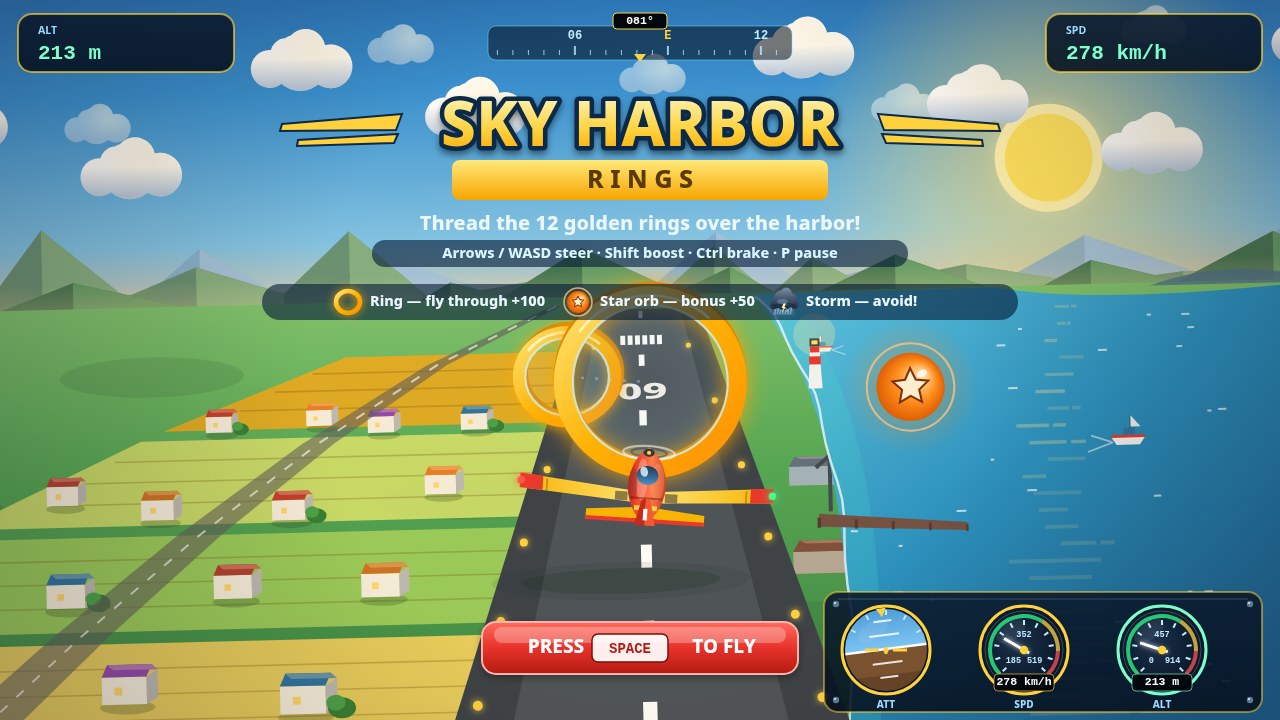 ALT
213 m
081°
06 E 12
SPD
278 km/h
SKY HARBOR
RINGS
Thread the 12 golden rings over the harbor!
Arrows / WASD steer · Shift boost · Ctrl brake · P pause
Ring — fly through +100
Star orb — bonus +50
Storm — avoid!
09
PRESS SPACE TO FLY
352
185 519
278 km/h
457
0 914
213 m
ATT
SPD
ALT